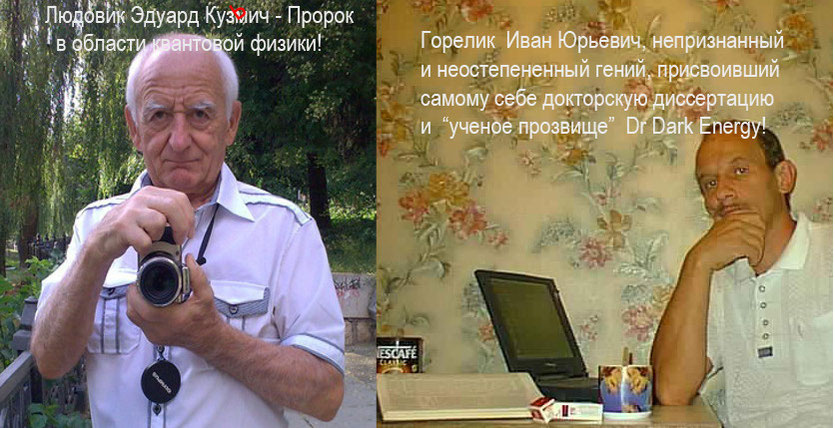 Людовик Эдуард Кузмич - Пророк
в области квантовой физики!
Горелик Иван Юрьевич, непризнанный
и неостепененный гений, присвоивший
самому себе докторскую диссертацию
и “ученое прозвище” Dr Dark Energy!
NESCAFÉ
CLASSIC